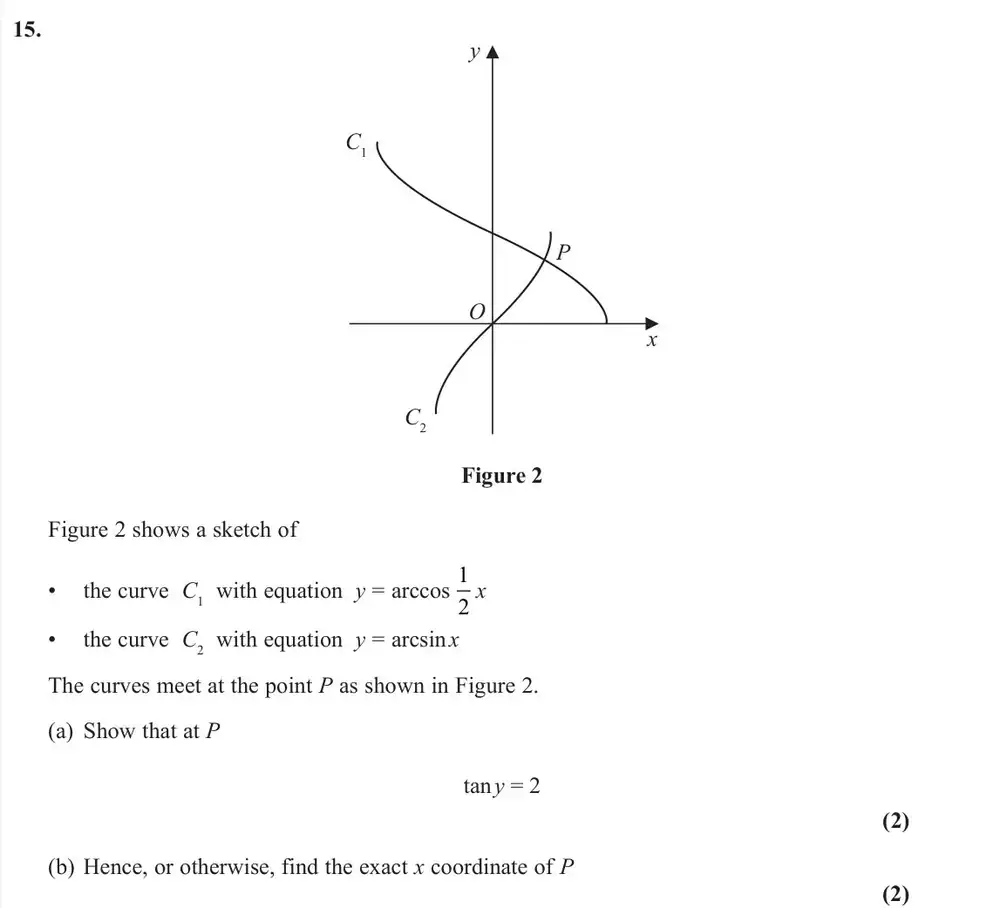 15.
y
C₁
P
O
x
C₂
Figure 2
Figure 2 shows a sketch of
• the curve C₁ with equation y = arccos 1/2 x
• the curve C₂ with equation y = arcsin x
The curves meet at the point P as shown in Figure 2.
(a) Show that at P
tan y = 2
(2)
(b) Hence, or otherwise, find the exact x coordinate of P
(2)